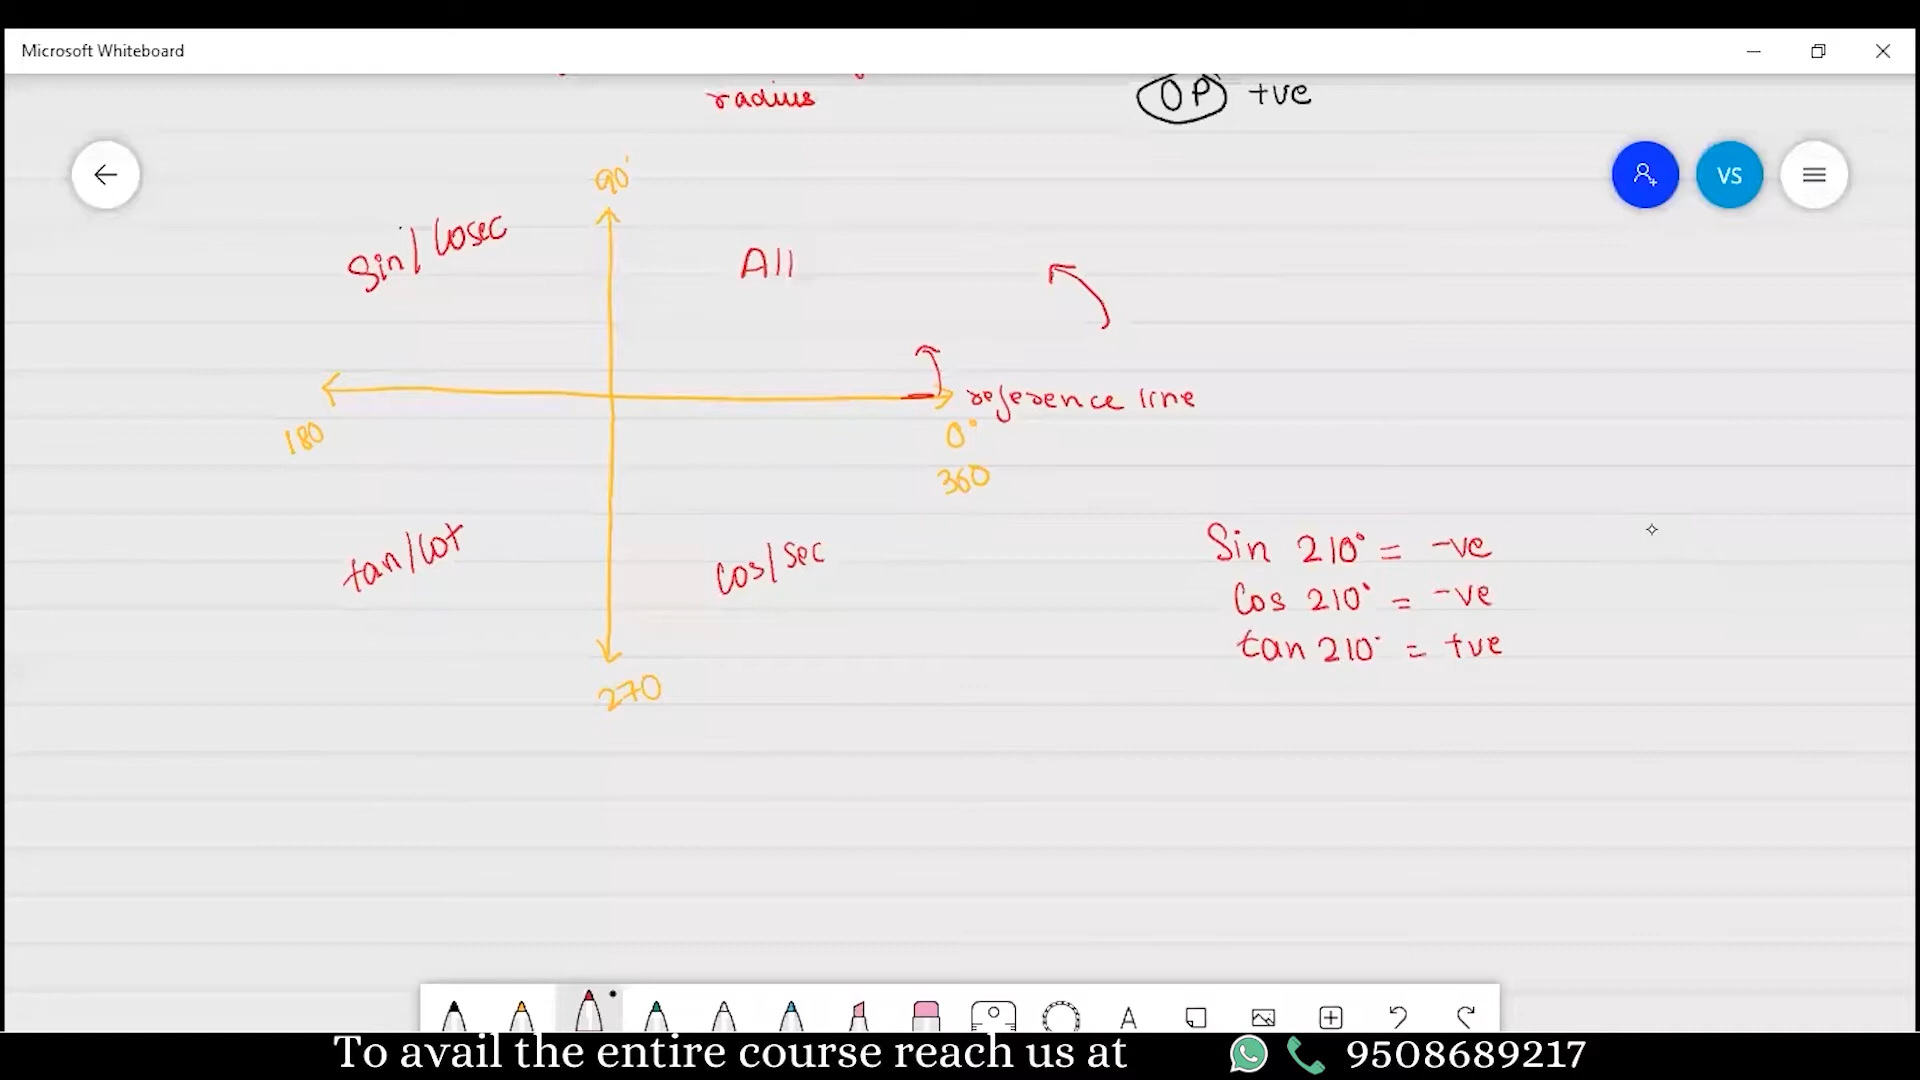 Microsoft Whiteboard
radius
OP +ve
90°
Sin/Cosec
All
VS
reference line
180
0°
360
tan/Cot
Cos/Sec
Sin 210° = -ve
Cos 210° = -ve
tan 210° = +ve
270
A
To avail the entire course reach us at 9508689217